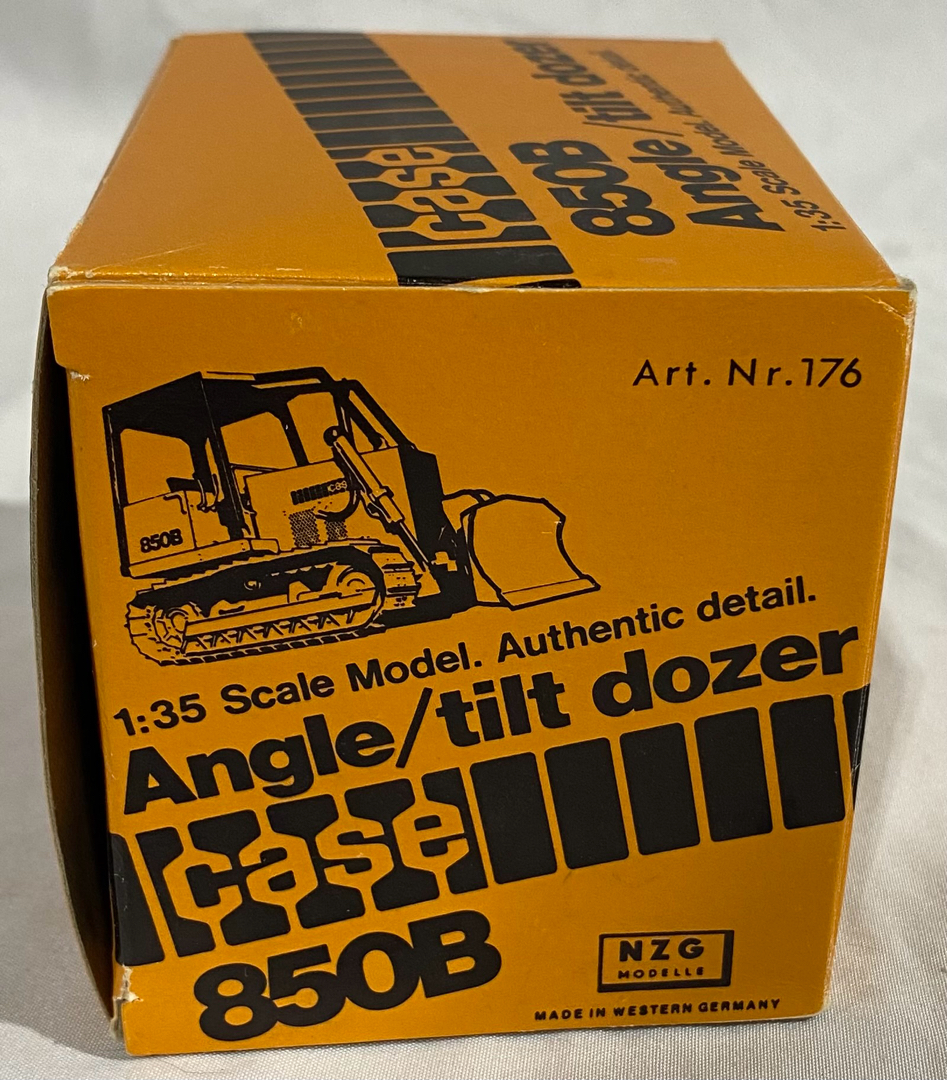 case
850B
Angle/tilt dozer
1:35 Scale Model. Authentic detail.
Art. Nr.176
case
850B
1:35 Scale Model. Authentic detail.
Angle/tilt dozer
case
850B
NZG
MODELLE
MADE IN WESTERN GERMANY